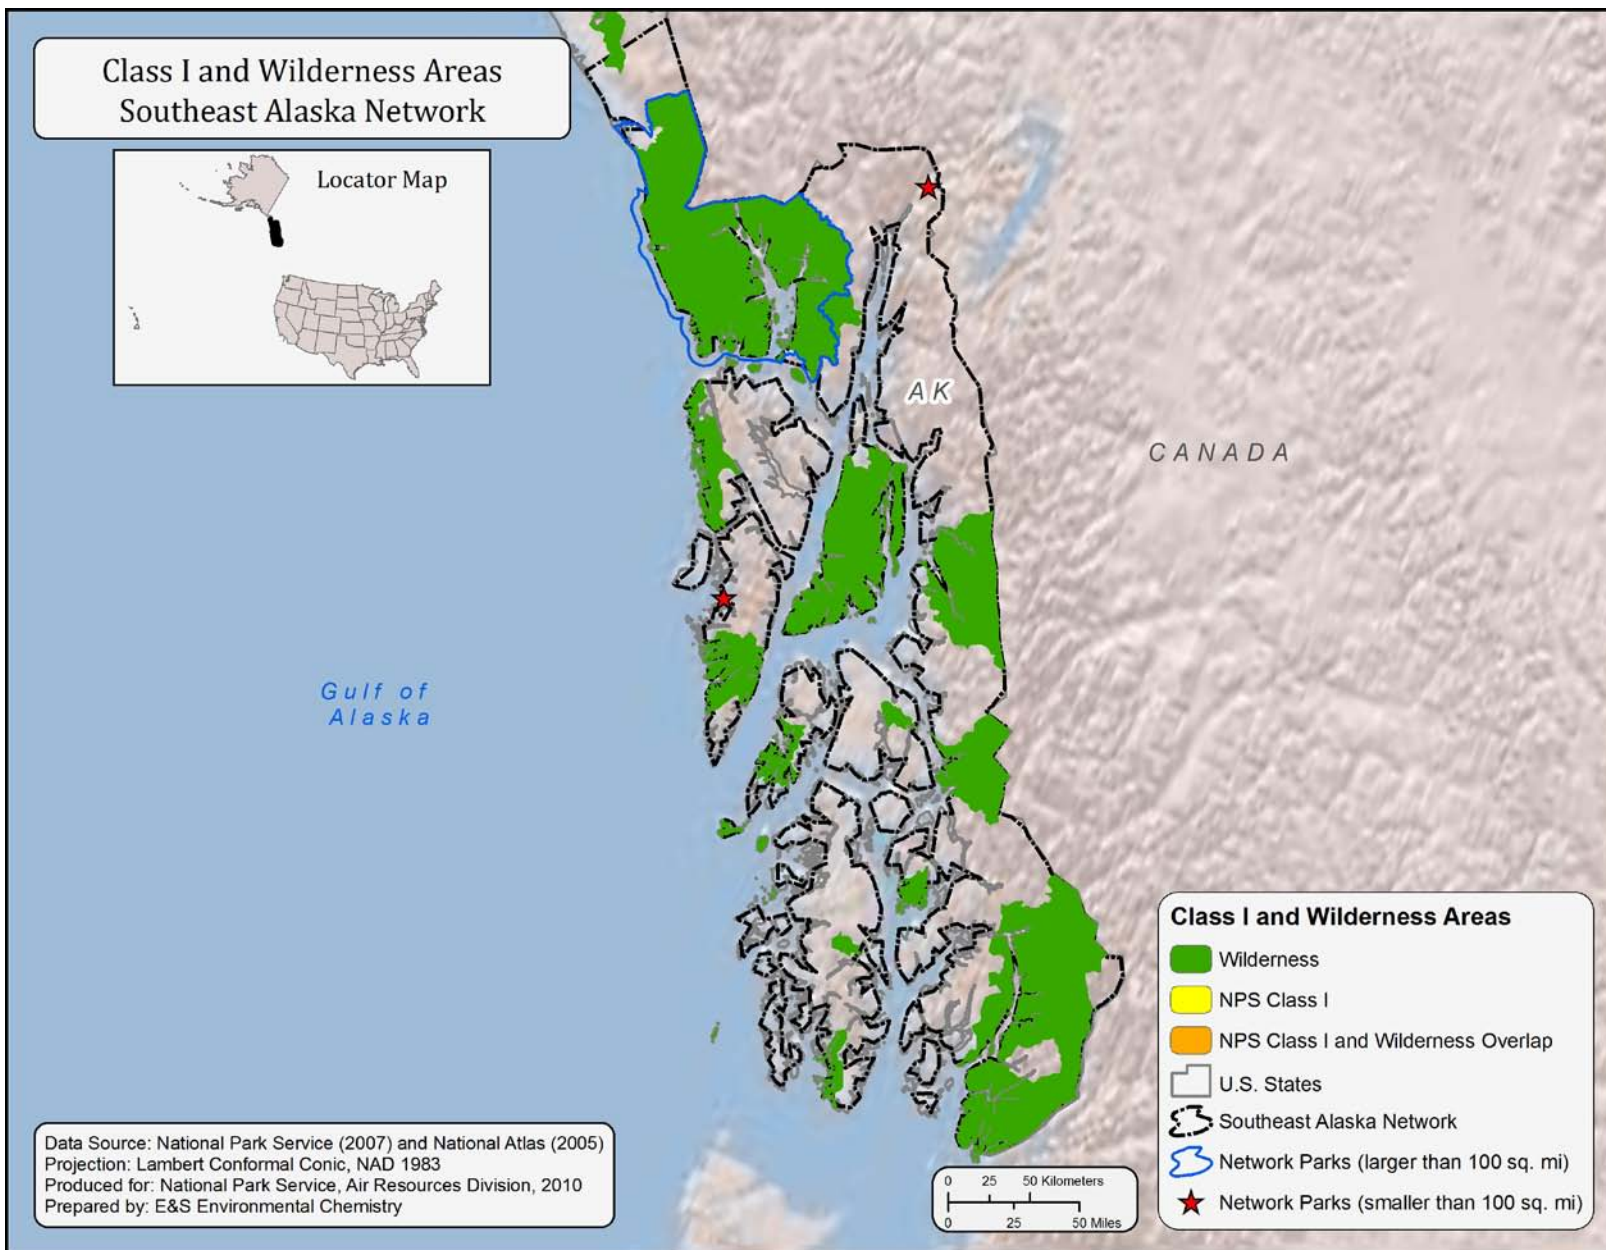 Class I and Wilderness Areas
Southeast Alaska Network
Locator Map
AK
CANADA
Gulf of
Alaska
Class I and Wilderness Areas
Wilderness
NPS Class I
NPS Class I and Wilderness Overlap
U.S. States
Southeast Alaska Network
Network Parks (larger than 100 sq. mi)
Network Parks (smaller than 100 sq. mi)
Data Source: National Park Service (2007) and National Atlas (2005)
Projection: Lambert Conformal Conic, NAD 1983
Produced for: National Park Service, Air Resources Division, 2010
Prepared by: E&S Environmental Chemistry
0 25 50 Kilometers
0 25 50 Miles